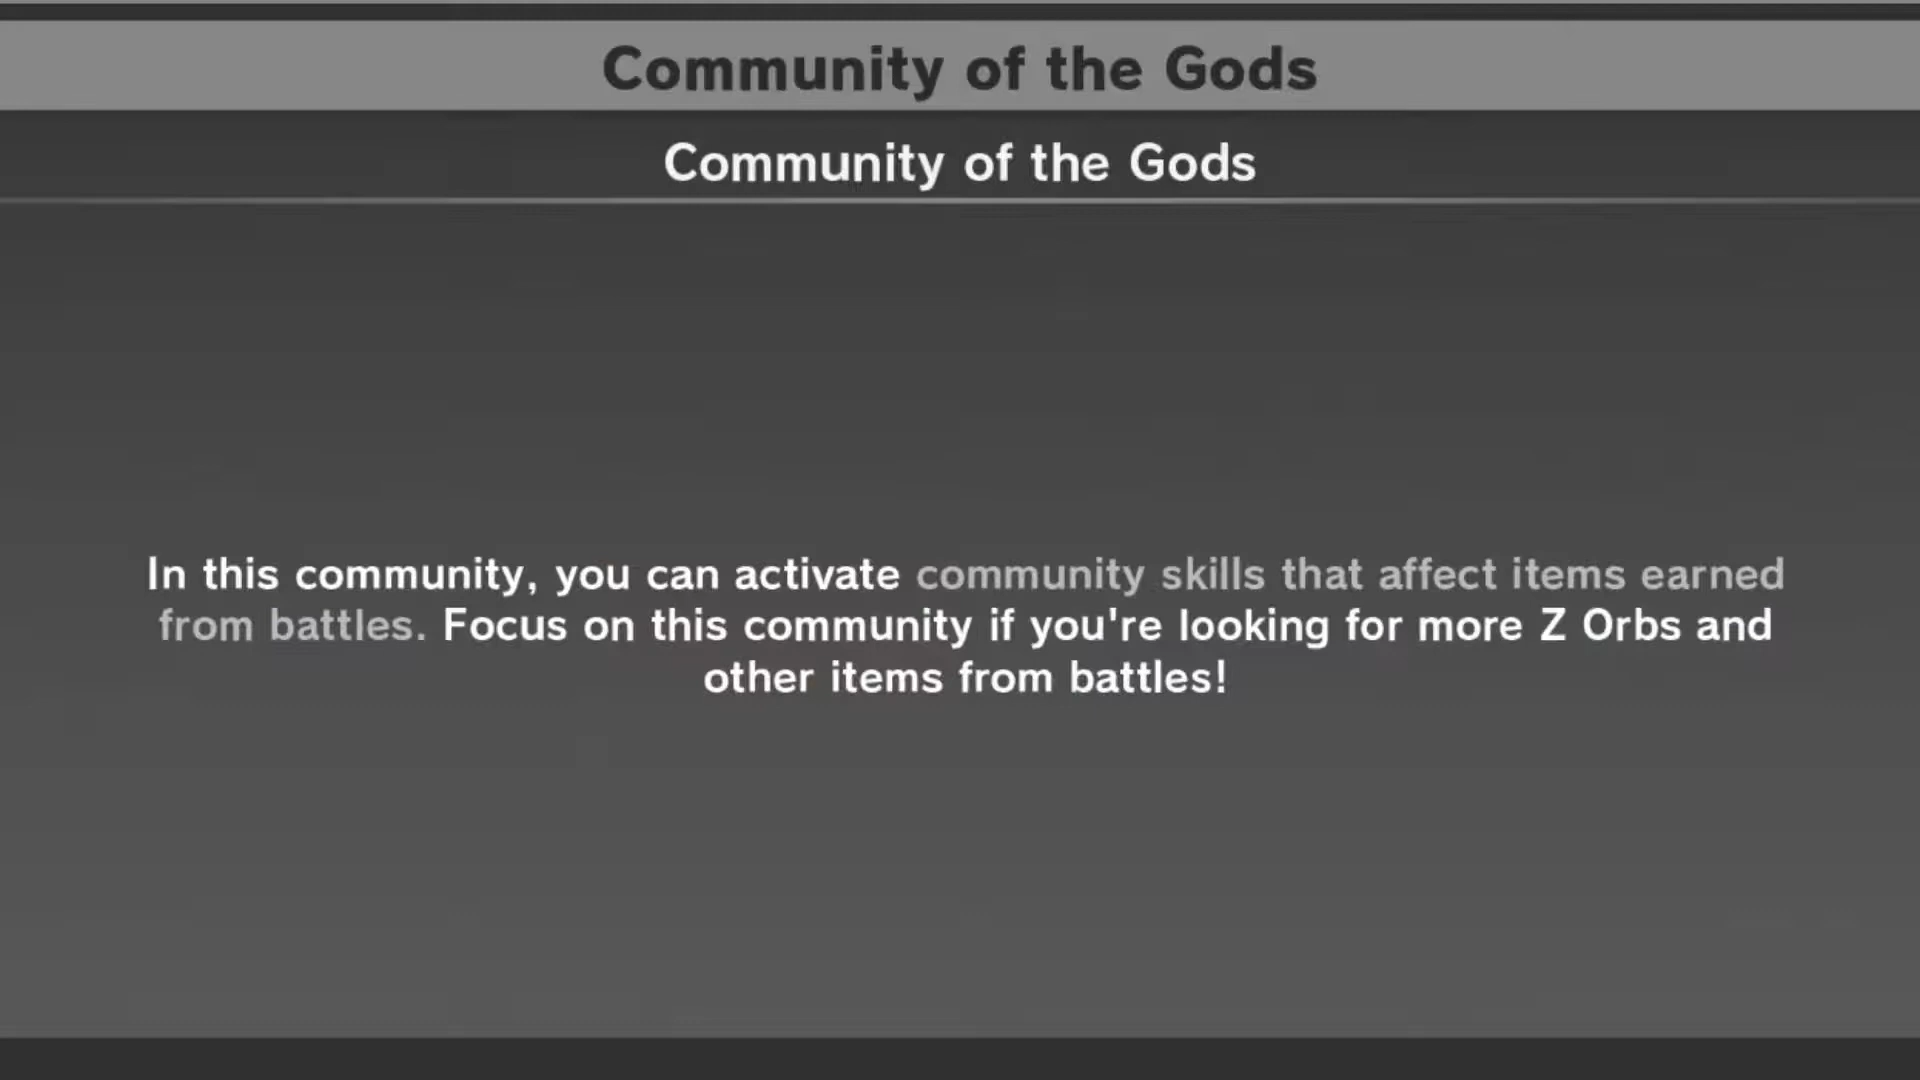 Community of the Gods
Community of the Gods
In this community, you can activate community skills that affect items earned
from battles. Focus on this community if you're looking for more Z Orbs and
other items from battles!